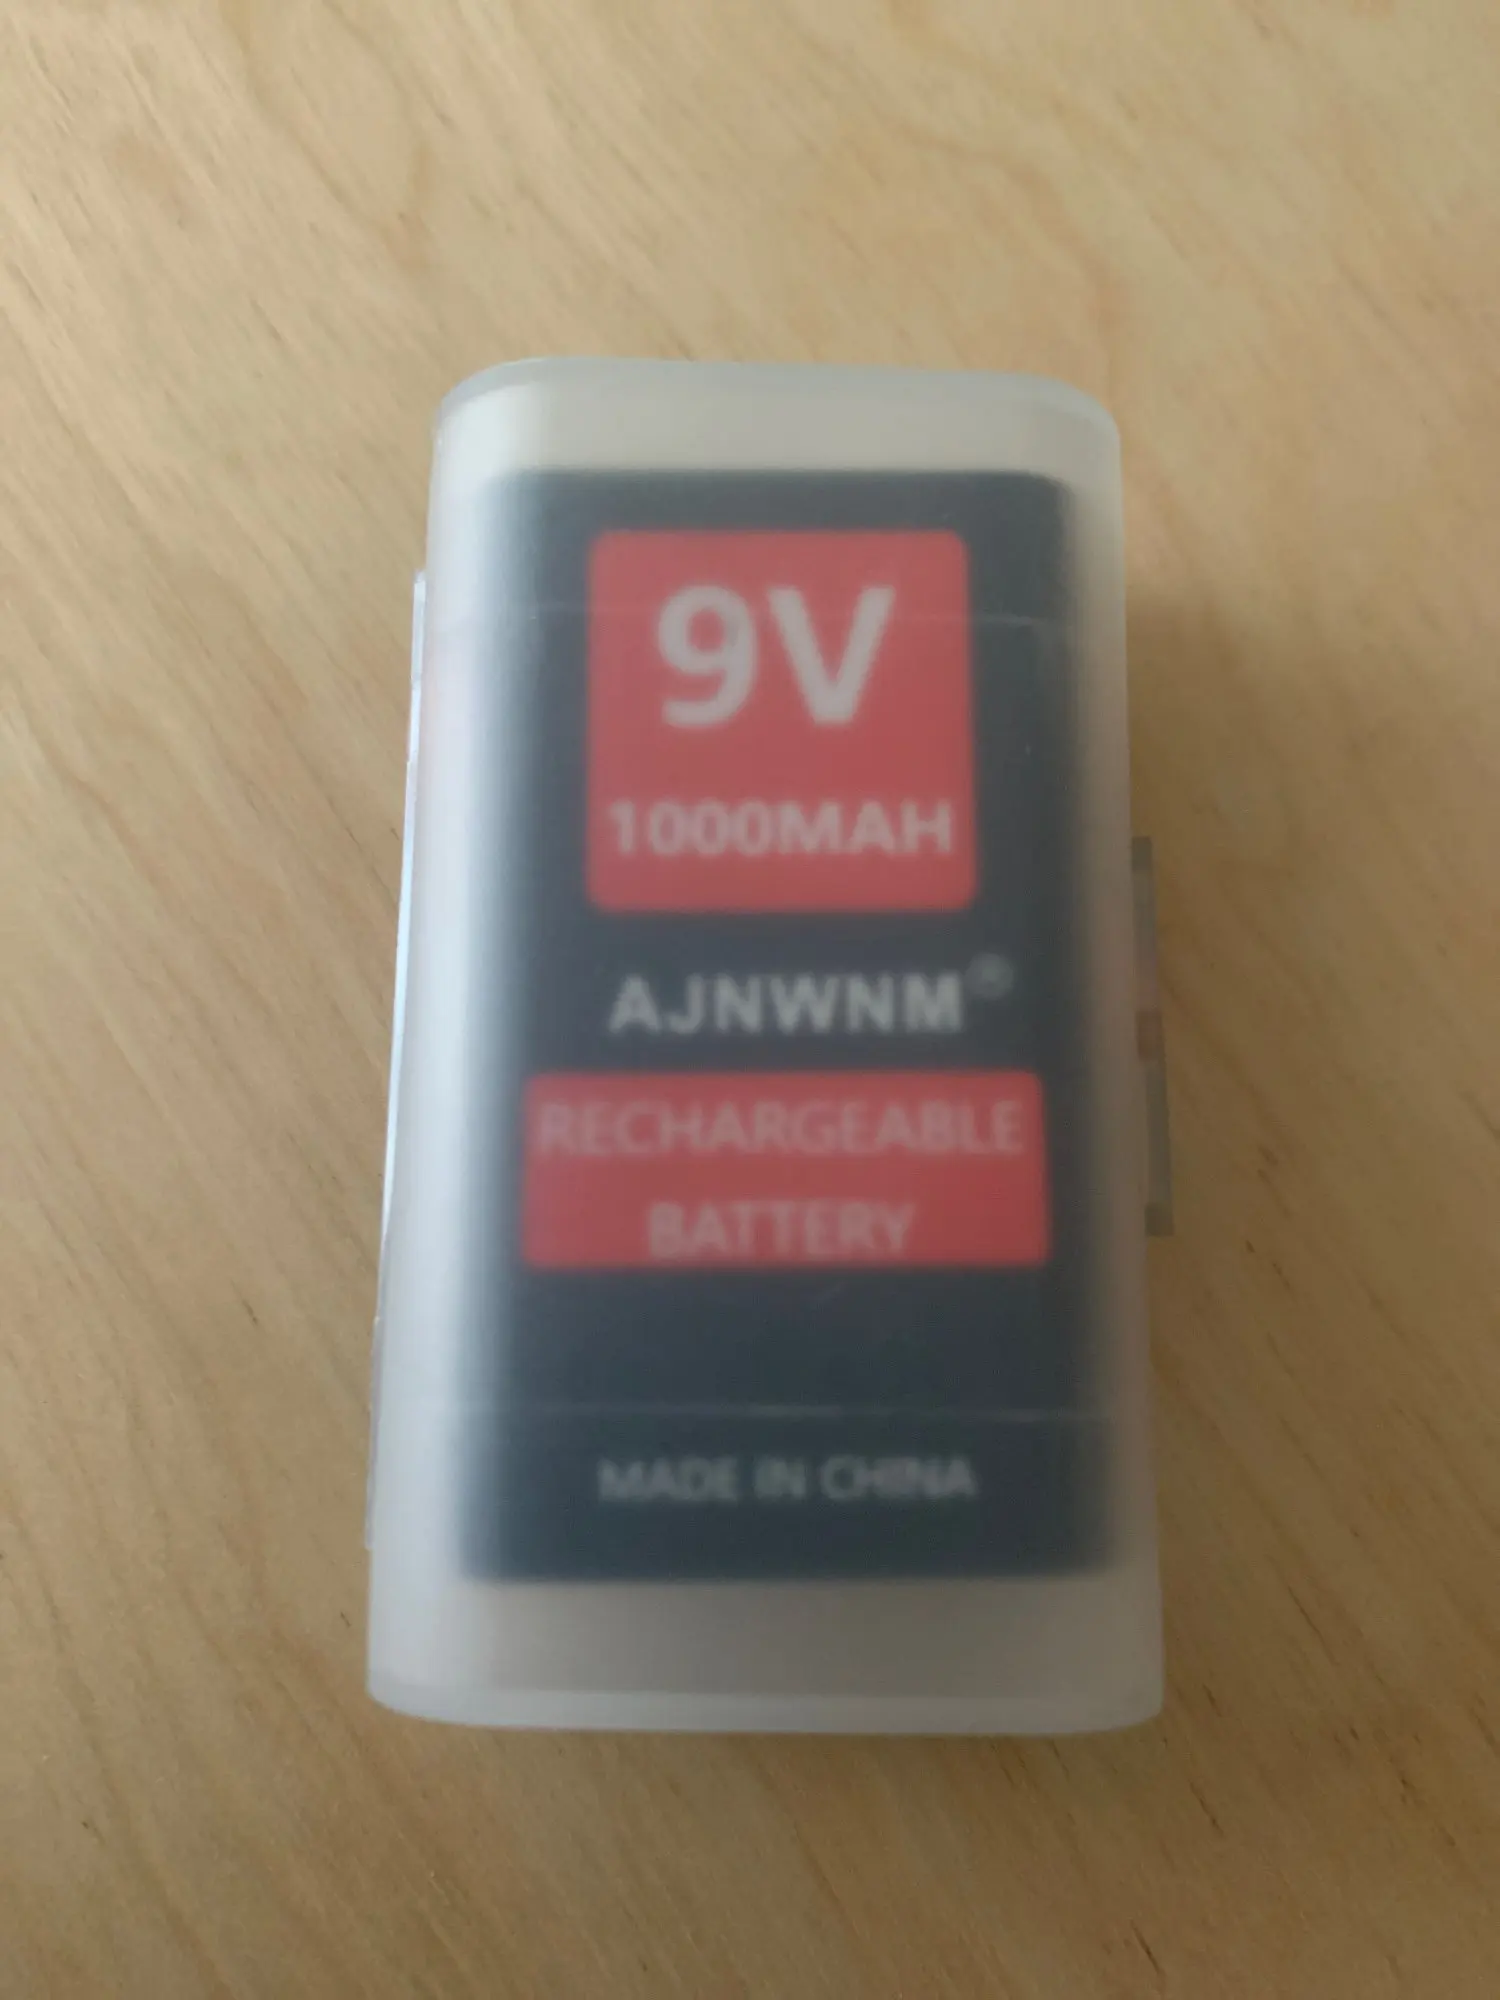 9V
1000MAH
AJNWNM®
RECHARGEABLE
BATTERY
MADE IN CHINA